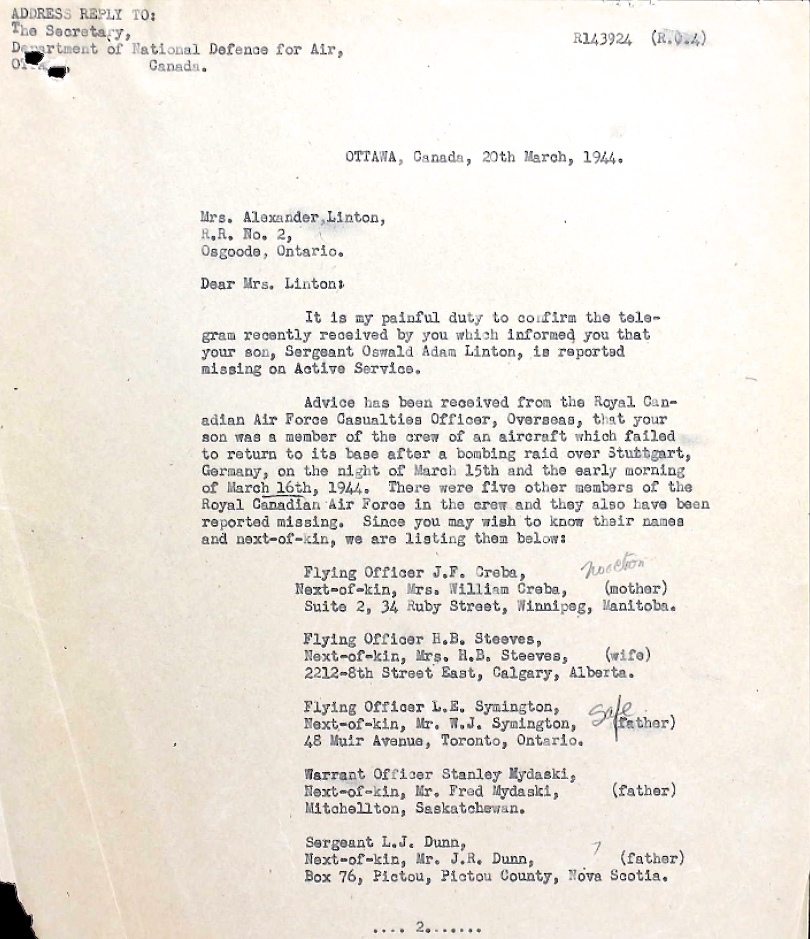 ADDRESS REPLY TO:
The Secretary,
Department of National Defence for Air,
Canada.
R143924 (R.O.4)
OTTAWA, Canada, 20th March, 1944.
Mrs. Alexander Linton,
R.R. No. 2,
Osgoode, Ontario.
Dear Mrs. Linton:
It is my painful duty to confirm the tele-
gram recently received by you which informed you that
your son, Sergeant Oswald Adam Linton, is reported
missing on Active Service.
Advice has been received from the Royal Can-
adian Air Force Casualties Officer, Overseas, that your
son was a member of the crew of an aircraft which failed
to return to its base after a bombing raid over Stuttgart,
Germany, on the night of March 15th and the early morning
of March 16th, 1944. There were five other members of the
Royal Canadian Air Force in the crew and they also have been
reported missing. Since you may wish to know their names
and next-of-kin, we are listing them below:
Flying Officer J.F. Creba,
Next-of-kin, Mrs. William Creba, (mother)
Suite 2, 34 Ruby Street, Winnipeg, Manitoba.
Flying Officer H.B. Steeves,
Next-of-kin, Mrs. H.B. Steeves, (wife)
2212-8th Street East, Calgary, Alberta.
Flying Officer L.E. Symington, Safe
Next-of-kin, Mr. W.J. Symington, (father)
48 Muir Avenue, Toronto, Ontario.
Warrant Officer Stanley Mydaski,
Next-of-kin, Mr. Fred Mydaski, (father)
Mitchellton, Saskatchewan.
Sergeant L.J. Dunn,
Next-of-kin, Mr. J.R. Dunn, (father)
Box 76, Pictou, Pictou County, Nova Scotia.
.... 2.......